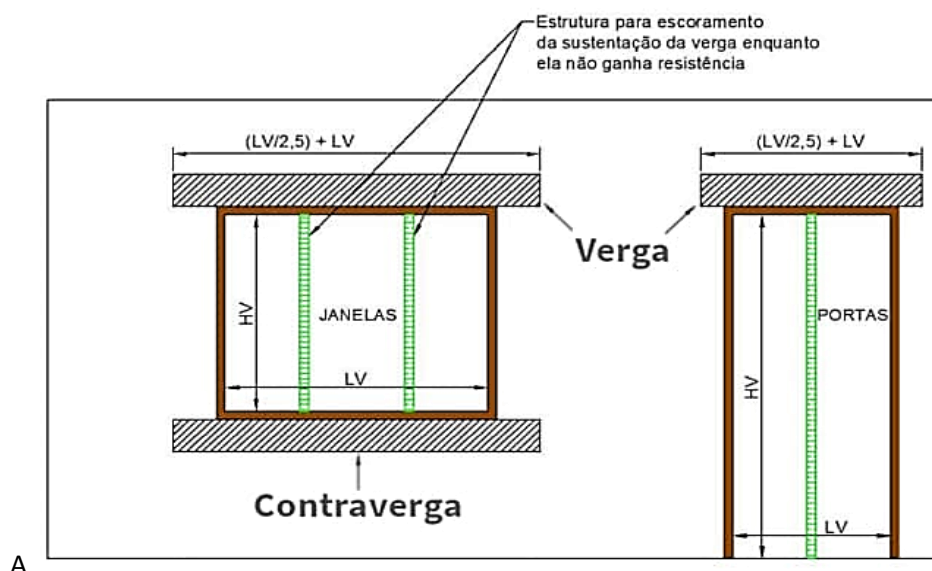 Estrutura para escoramento
da sustentação da verga enquanto
ela não ganha resistência
(LV/2,5) + LV
(LV/2,5) + LV
Verga
HV
JANELAS
LV
HV
PORTAS
LV
Contraverga
A